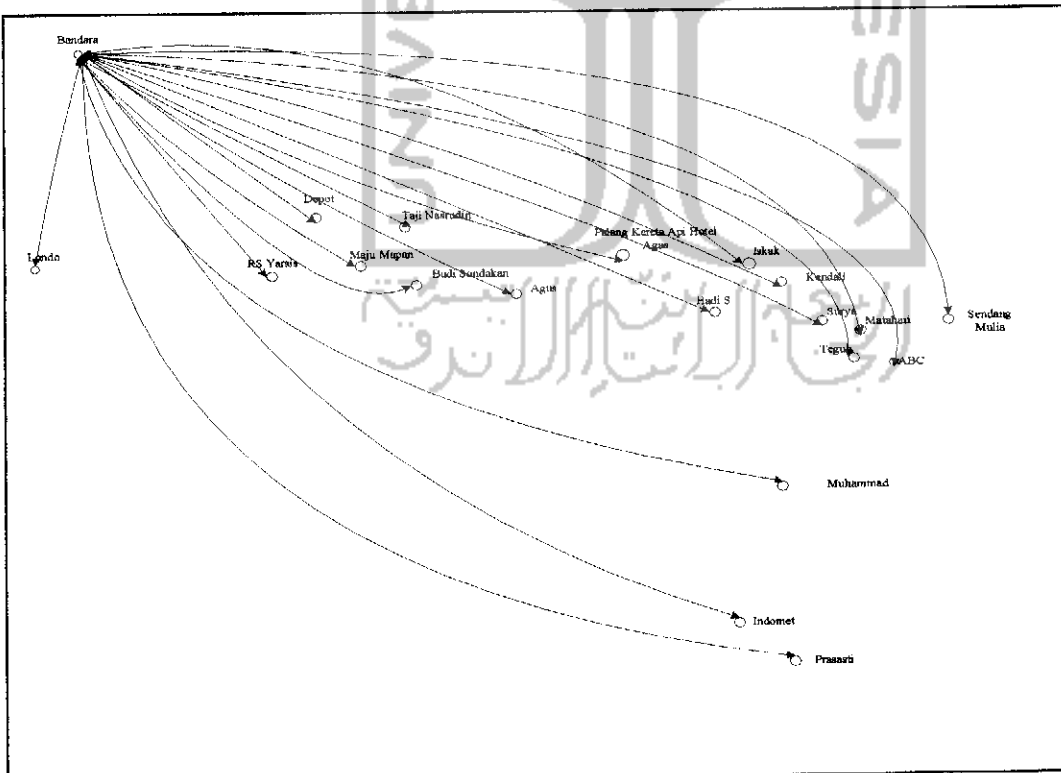 Bandara
Depot
Taji Nasrudin
Palang Kereta Api Hotel
Agus
Iskak
Londo
RS Yarsis
Maju Mapan
Budi Sundakan
Agus
Kendali
Hadi S
Surya
Matahari
Sendang
Mulia
Teguh
ABC
Muhammad
Indomet
Prasasti